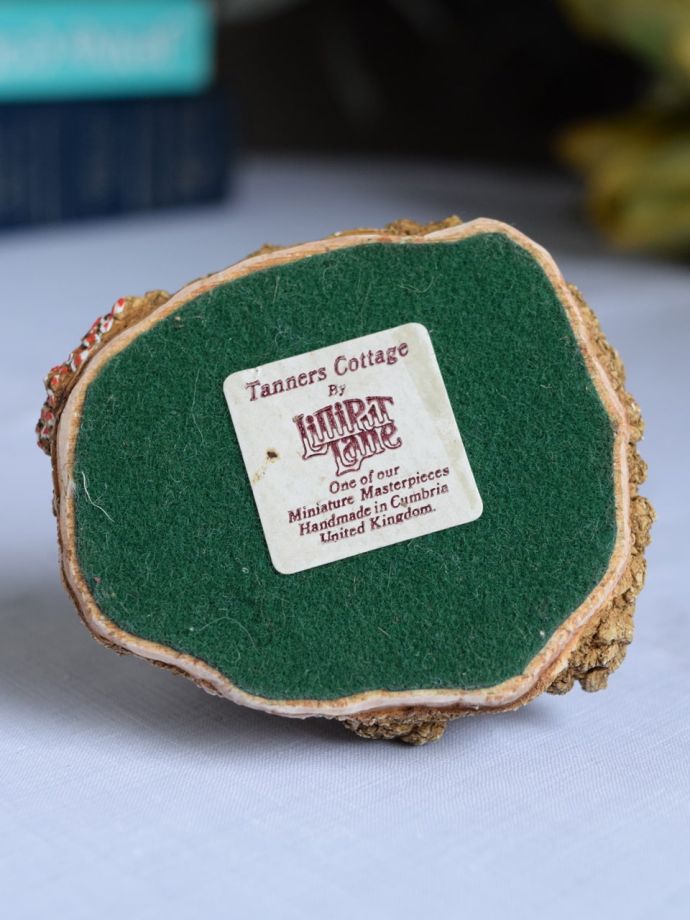 Tanners Cottage
By
Lilliput
Lane
One of our
Miniature Masterpieces
Handmade in Cumbria
United Kingdom.